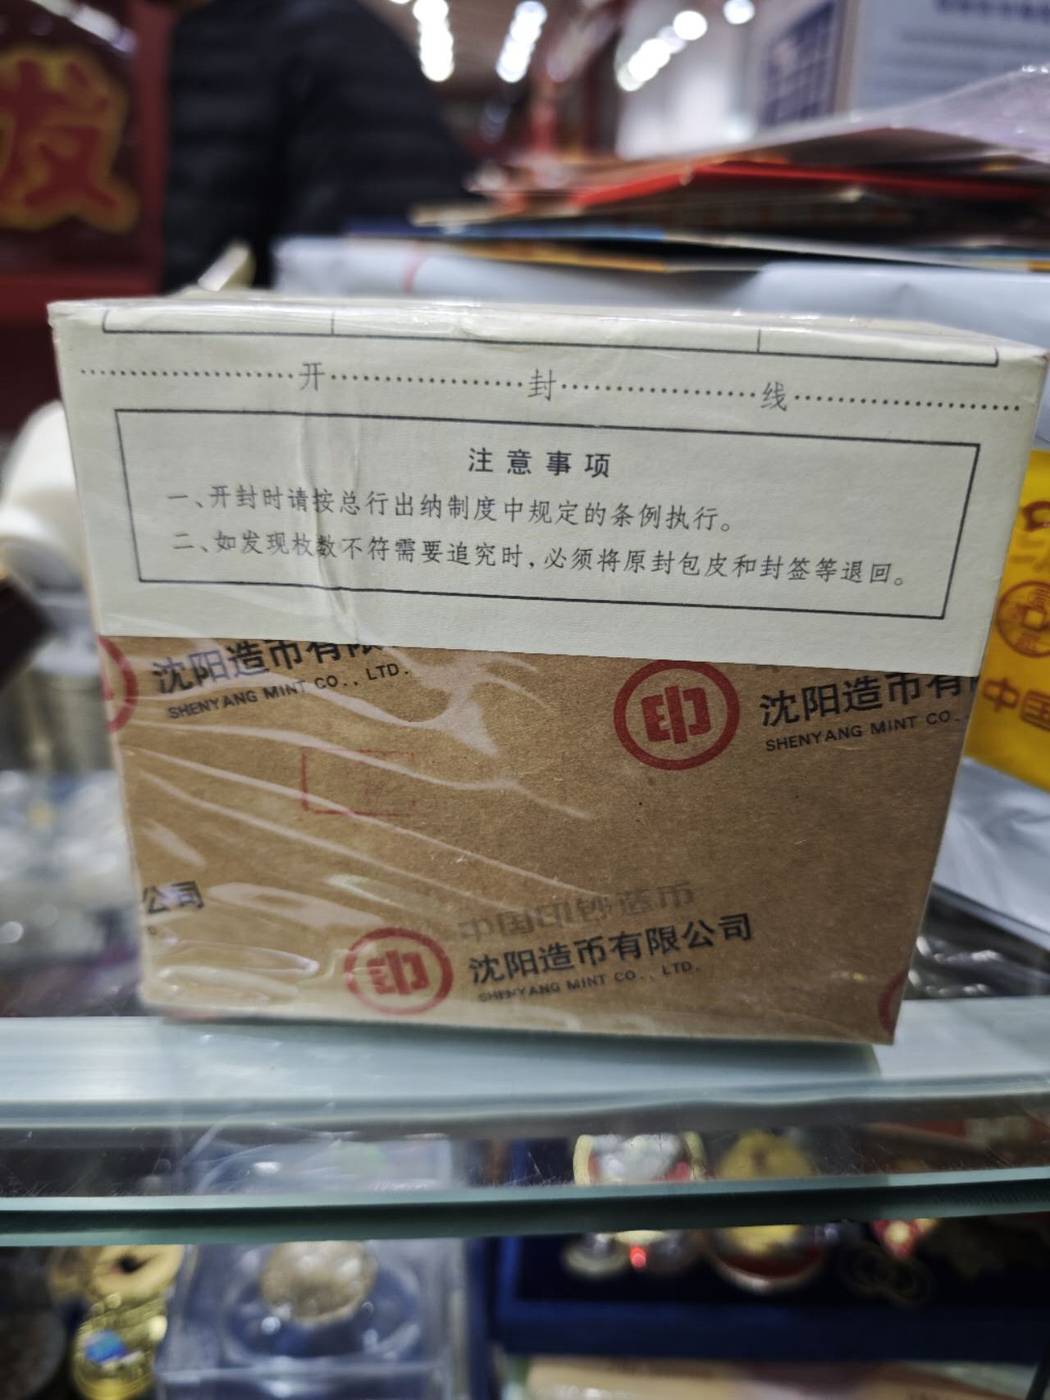 发
开 封 线
注意事项
一、开封时请按总行出纳制度中规定的条例执行。
二、如发现枚数不符需要追究时,必须将原封包皮和封签等退回。
沈阳造币有限
SHENYANG MINT CO., LTD.
沈阳造币有
SHENYANG MINT CO.
公司
中国印钞造币
沈阳造币有限公司
SHENYANG MINT CO., LTD.
中国